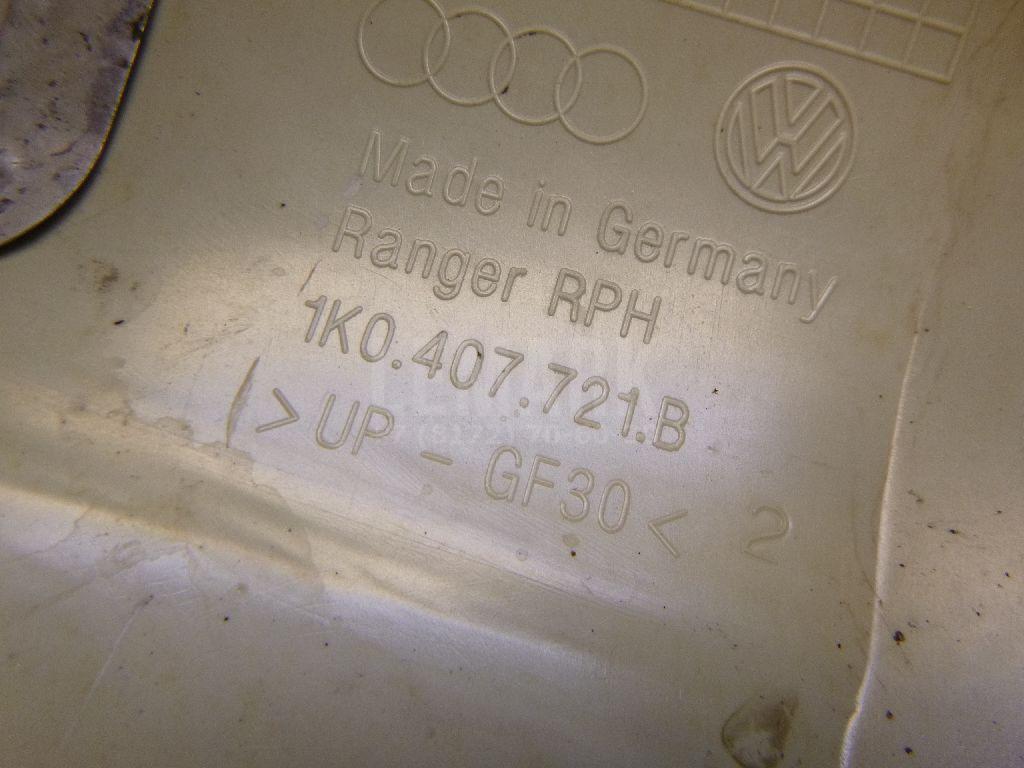 Made in Germany
Ranger RPH
1K0.407.721.B
>UP - GF30< 2